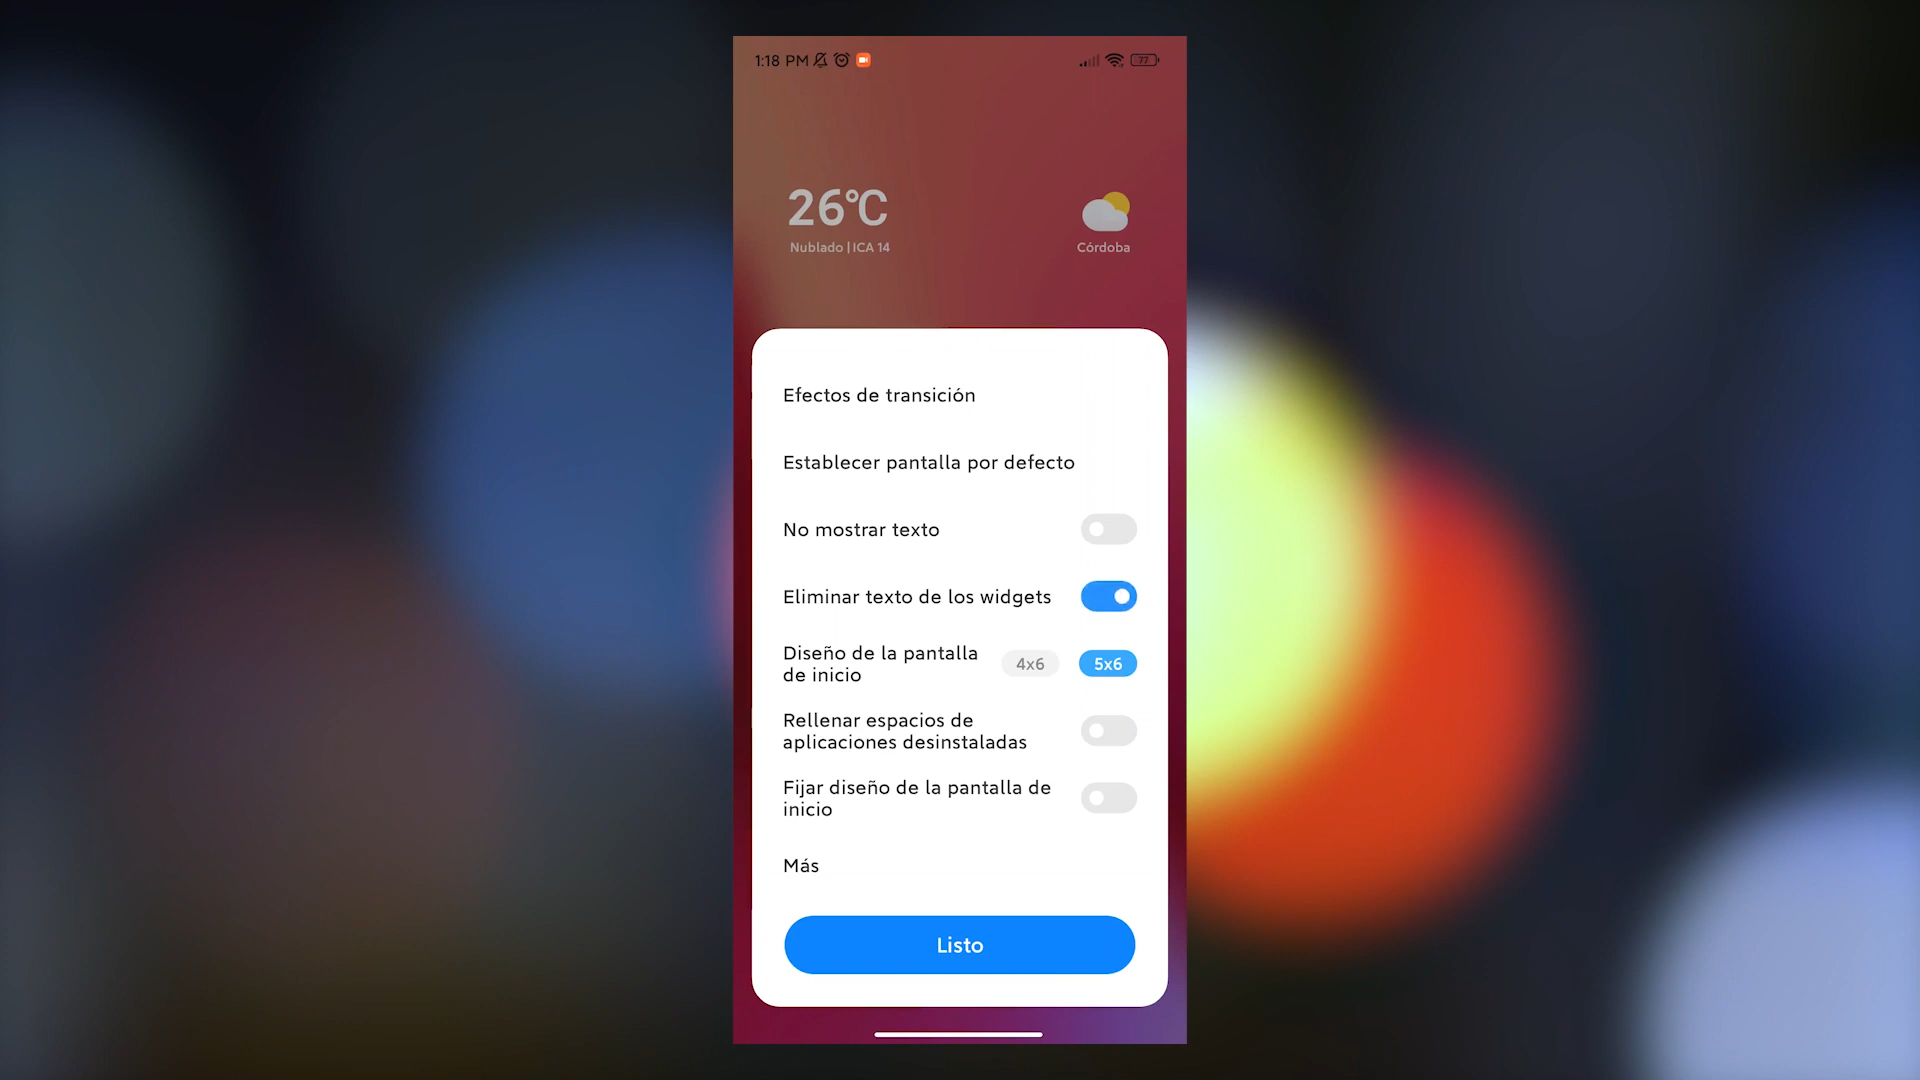 1:18 PM
77
26°C
Nublado | ICA 14
Córdoba
Efectos de transición
Establecer pantalla por defecto
No mostrar texto
Eliminar texto de los widgets
Diseño de la pantalla
de inicio
4x6
5x6
Rellenar espacios de
aplicaciones desinstaladas
Fijar diseño de la pantalla de
inicio
Más
Listo